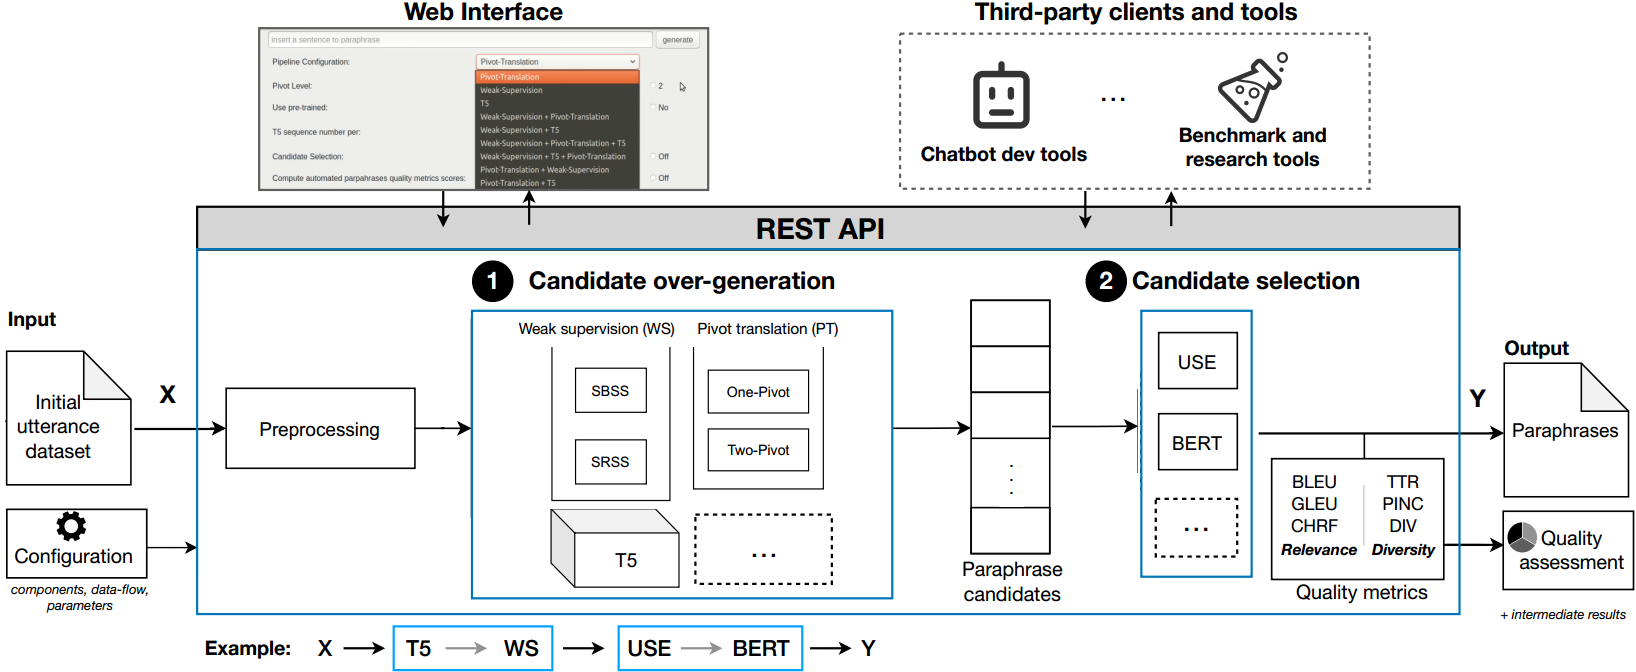 Web Interface
Third-party clients and tools
insert a sentence to paraphrase
generate
Pipeline Configuration:
Pivot-Translation
Pivot-Translation
Pivot Level:
Weak-Supervision
2
T5
Use pre-trained:
No
Weak-Supervision + Pivot-Translation
T5 sequence number per:
Weak-Supervision + T5
Weak-Supervision + Pivot-Translation + T5
Candidate Selection:
Weak-Supervision + T5 + Pivot-Translation
Off
Pivot-Translation + Weak-Supervision
Compute automated parpahrases quality metrics scores:
Pivot-Translation + T5
Off
...
Chatbot dev tools
Benchmark and
research tools
REST API
1 Candidate over-generation
2 Candidate selection
Input
Initial
utterance
dataset
X
Configuration
components, data-flow,
parameters
Preprocessing
Weak supervision (WS)
Pivot translation (PT)
SBSS
SRSS
One-Pivot
Two-Pivot
T5
...
Paraphrase
candidates
USE
BERT
...
BLEU
GLEU
CHRF
Relevance
TTR
PINC
DIV
Diversity
Quality metrics
Y
Output
Paraphrases
Quality
assessment
+ intermediate results
Example: X T5 WS USE BERT Y